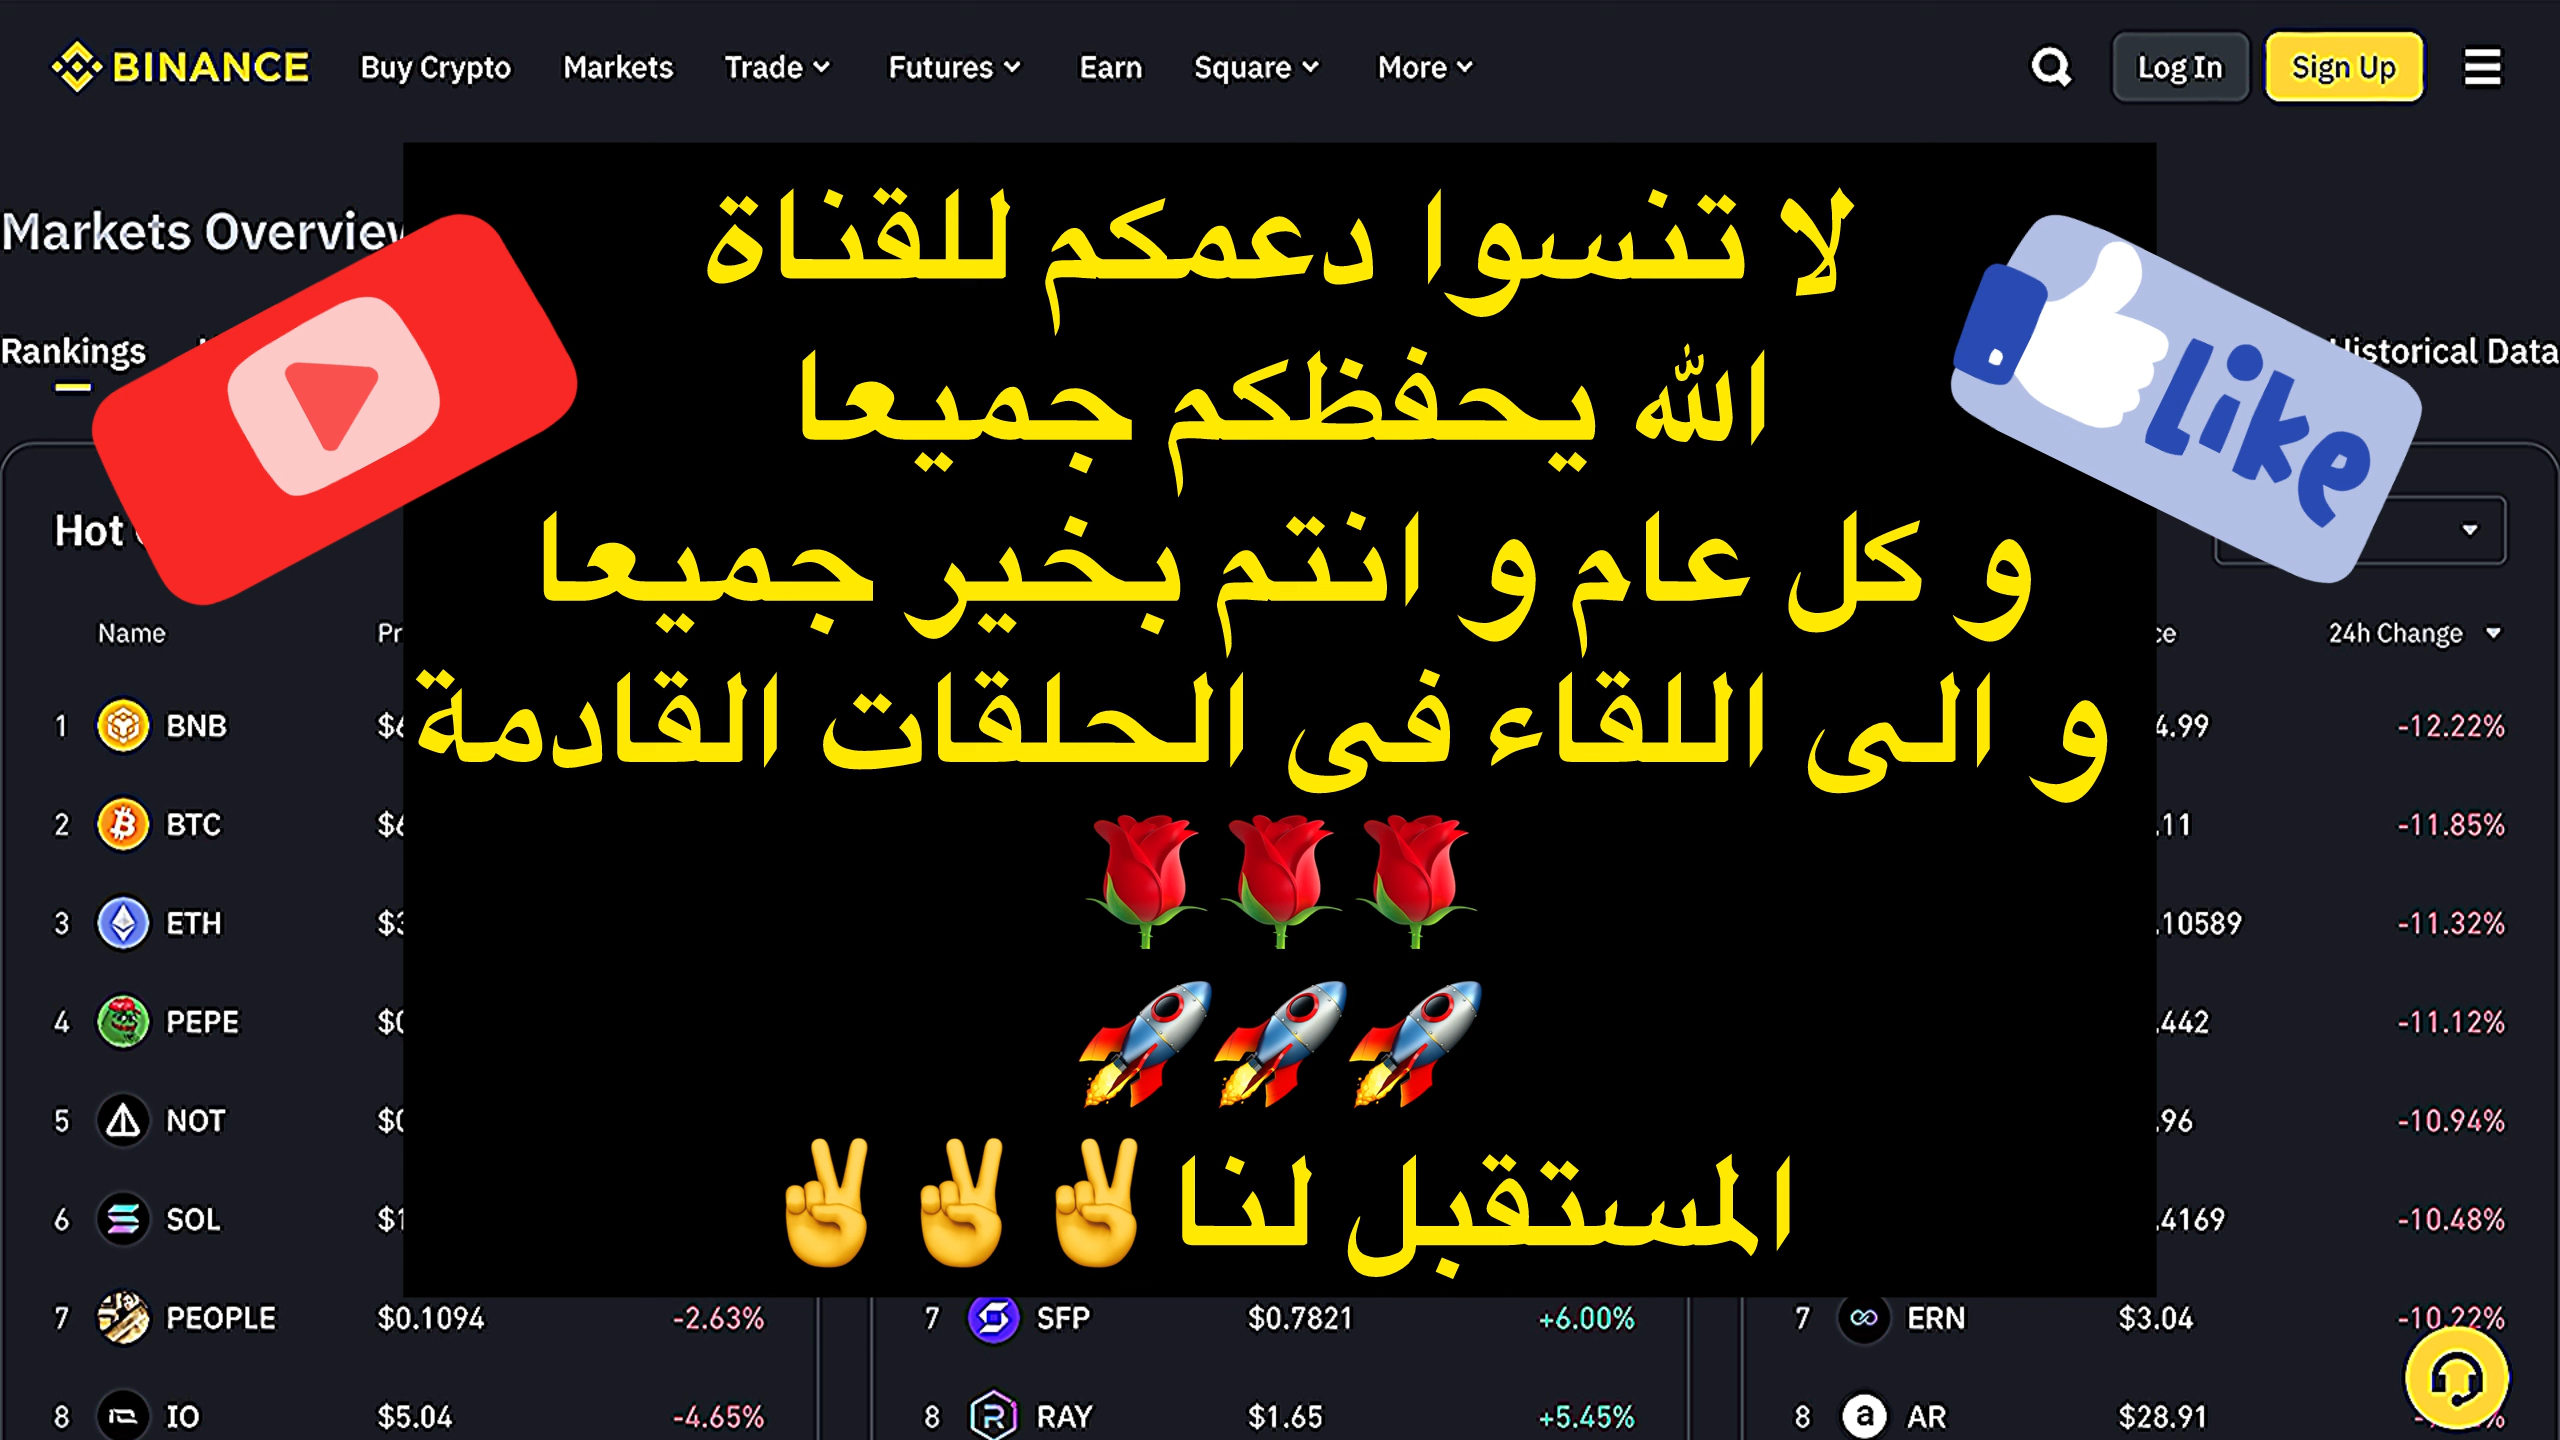 BINANCE Buy Crypto Markets Trade Futures Earn Square More Log In Sign Up
Markets
Rankings Historical Data
like
لا تنسوا دعمكم للقناة
الله يحفظكم جميعا
و كل عام و انتم بخير جميعا
و الى اللقاء فى الحلقات القادمة
🌹🌹🌹
🚀🚀🚀
المستقبل لنا✌️✌️✌️
Hot
Name 24h Change
1 BNB 4.99 -12.22%
2 BTC .11 -11.85%
3 ETH .10589 -11.32%
4 PEPE .442 -11.12%
5 NOT .96 -10.94%
6 SOL .4169 -10.48%
7 PEOPLE $0.1094 -2.63% 7 SFP $0.7821 +6.00% 7 ERN $3.04 -10.22%
8 IO $5.04 -4.65% 8 RAY $1.65 +5.45% 8 AR $28.91